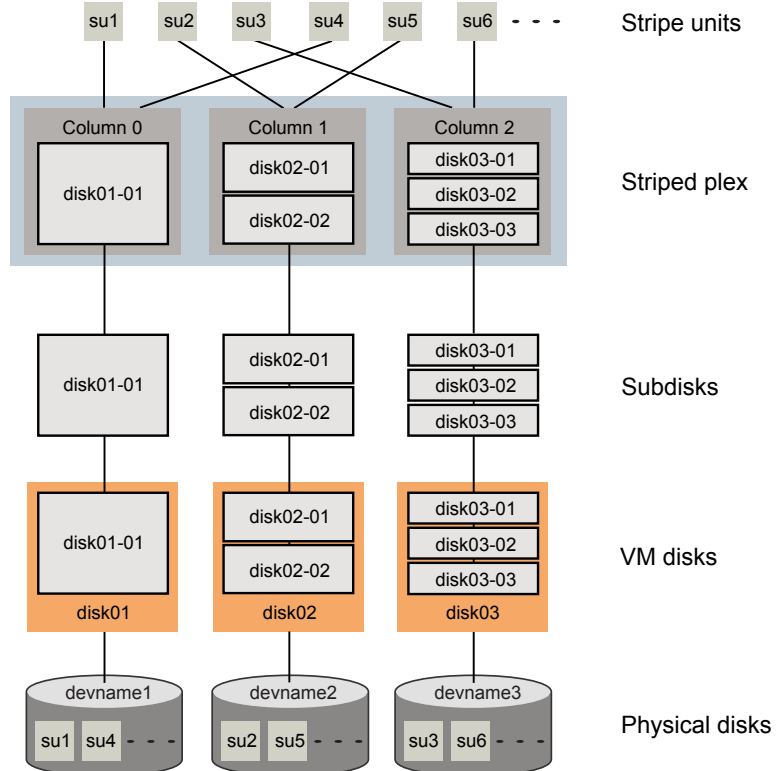 su1 su2 su3 su4 su5 su6 - - - Stripe units
Column 0 Column 1 Column 2
disk01-01 disk02-01 disk03-01
disk02-02 disk03-02
disk03-03
Striped plex
disk01-01 disk02-01 disk03-01
disk02-02 disk03-02
disk03-03
Subdisks
disk01-01 disk02-01 disk03-01
disk02-02 disk03-02
disk03-03
VM disks
disk01 disk02 disk03
devname1 devname2 devname3
su1 su4 - - - su2 su5 - - - su3 su6 - - -
Physical disks